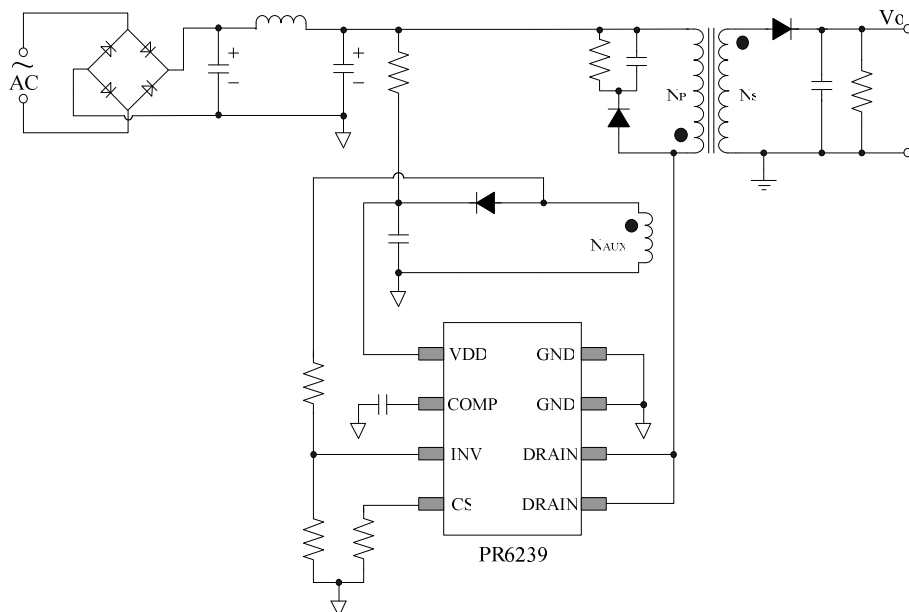 Vo
~
AC
+
+
−
−
NP
NS
NAUX
VDD
GND
COMP
GND
INV
DRAIN
CS
DRAIN
PR6239